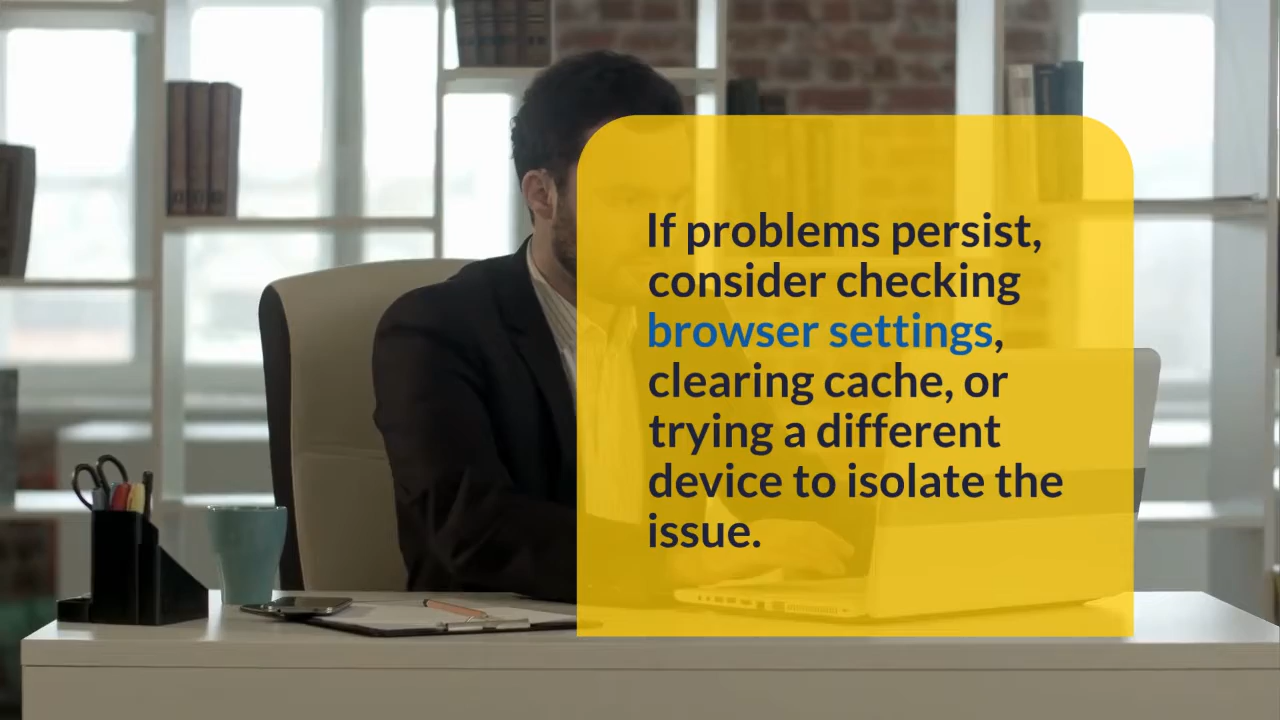 If problems persist,
consider checking
browser settings,
clearing cache, or
trying a different
device to isolate the
issue.